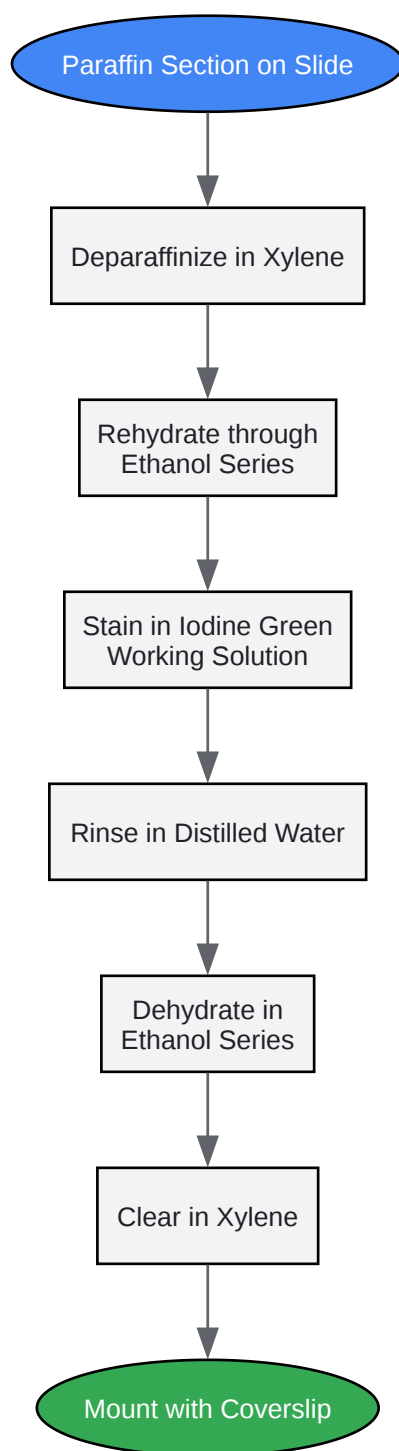 Paraffin Section on Slide
Deparaffinize in Xylene
Rehydrate through
Ethanol Series
Stain in Iodine Green
Working Solution
Rinse in Distilled Water
Dehydrate in
Ethanol Series
Clear in Xylene
Mount with Coverslip